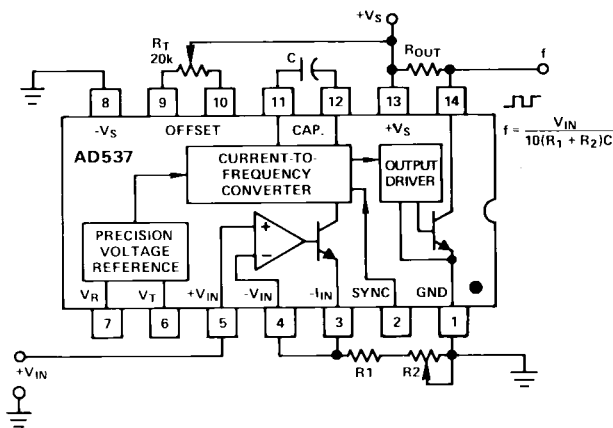 +VS
RT
20k
C
ROUT
f
8
9
10
11
12
13
14
-VS
OFFSET
CAP.
+VS
f = VIN
10(R1 + R2)C
AD537
CURRENT-TO-
FREQUENCY
CONVERTER
OUTPUT
DRIVER
PRECISION
VOLTAGE
REFERENCE
+
−
VR
VT
+VIN
-VIN
-IIN
SYNC
GND
7
6
5
4
3
2
1
+VIN
R1
R2